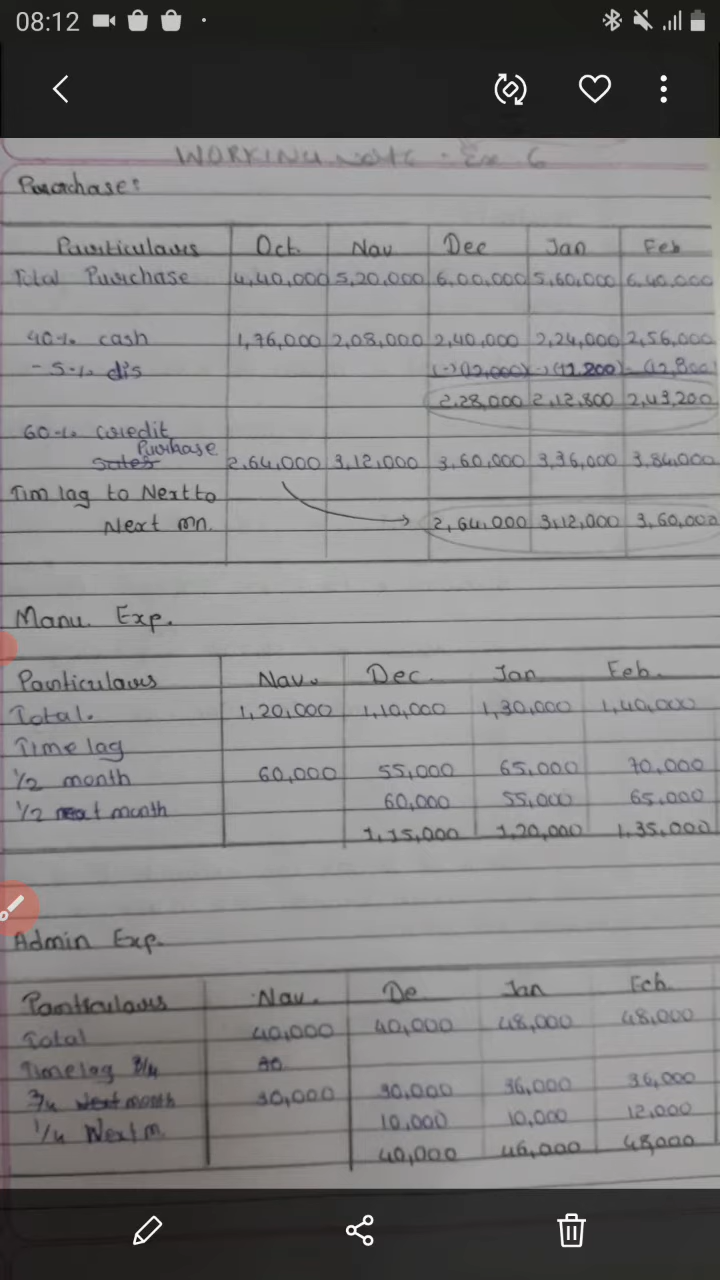 08:12
WORKING NOTE - Ex. 6
Purchase:
Particulars Oct. Nov Dec Jan Feb
Total Purchase 4,40,000 5,20,000 6,00,000 5,60,000 6,40,000
40% cash 1,76,000 2,08,000 2,40,000 2,24,000 2,56,000
- 5% dis (-)(12,000) -)(11,200) - (12,800)
2,28,000 2,12,800 2,43,200
60% credit
Purchase
Sales 2,64,000 3,12,000 3,60,000 3,36,000 3,84,000
Tim lag to Next to
Next mn. 2,64,000 3,12,000 3,60,000
Manu. Exp.
Particulars Nov. Dec. Jan Feb.
Total. 1,20,000 1,10,000 1,30,000 1,40,000
Time lag
1/2 month 60,000 55,000 65,000 70,000
1/2 next month 60,000 55,000 65,000
1,15,000 1,20,000 1,35,000
Admin Exp.
Particulars Nov. De Jan Feb
Total 40,000 40,000 48,000 48,000
Time lag 3/4
3/4 month 30,000 30,000 36,000 36,000
1/4 Next m. 10,000 10,000 12,000
40,000 46,000 48,000